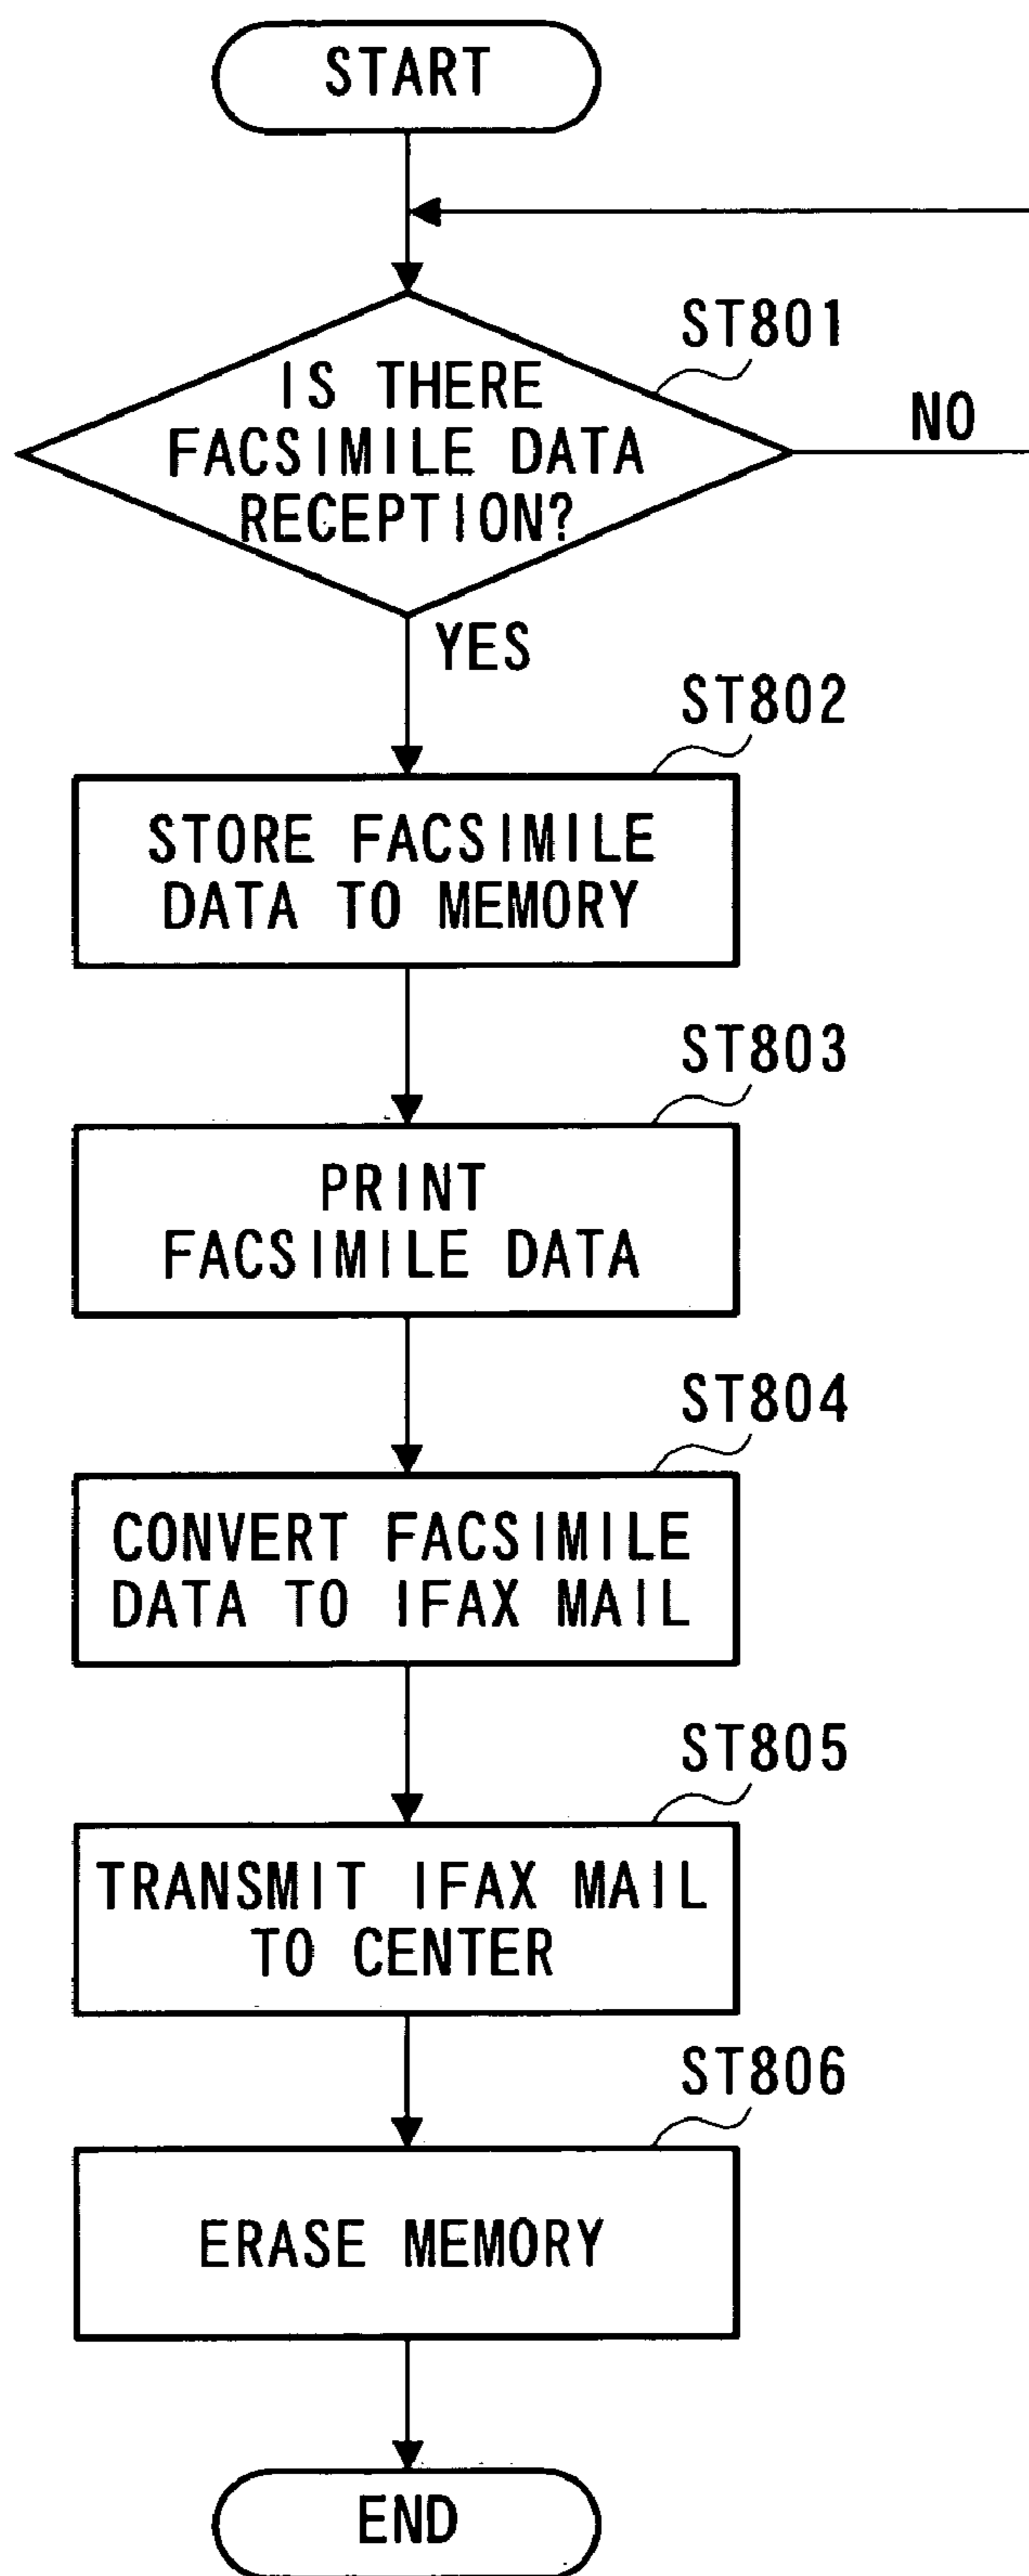 START
ST801
IS THERE
FACSIMILE DATA
RECEPTION?
NO
YES
ST802
STORE FACSIMILE
DATA TO MEMORY
ST803
PRINT
FACSIMILE DATA
ST804
CONVERT FACSIMILE
DATA TO IFAX MAIL
ST805
TRANSMIT IFAX MAIL
TO CENTER
ST806
ERASE MEMORY
END